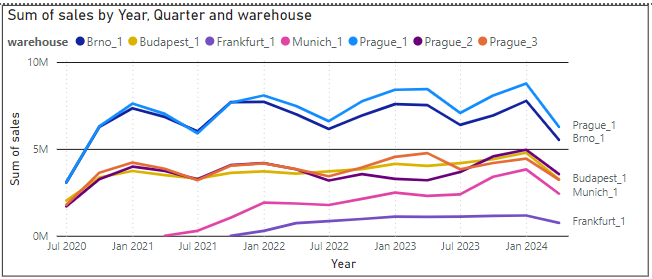 Sum of sales by Year, Quarter and warehouse
warehouse Brno_1 Budapest_1 Frankfurt_1 Munich_1 Prague_1 Prague_2 Prague_3
10M
5M
0M
Sum of sales
Prague_1
Brno_1
Budapest_1
Munich_1
Frankfurt_1
Jul 2020 Jan 2021 Jul 2021 Jan 2022 Jul 2022 Jan 2023 Jul 2023 Jan 2024
Year